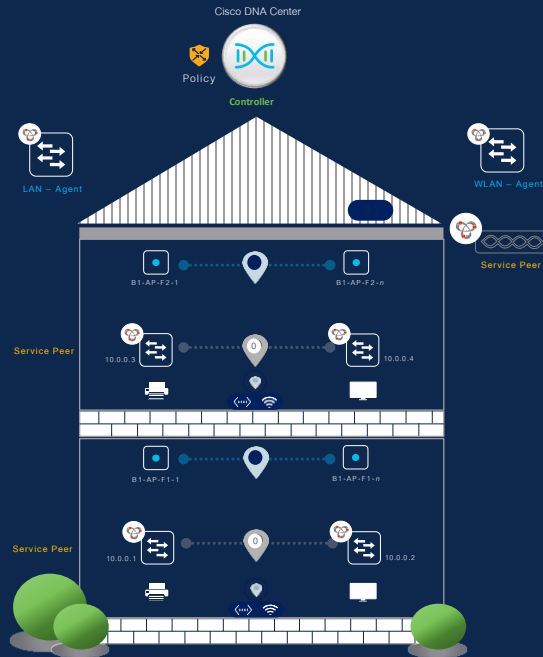 Cisco DNA Center
Policy
Controller
LAN – Agent
WLAN – Agent
Service Peer
B1-AP-F2-1
B1-AP-F2-n
Service Peer
0
10.0.0.3
10.0.0.4
B1-AP-F1-1
B1-AP-F1-n
Service Peer
0
10.0.0.1
10.0.0.2